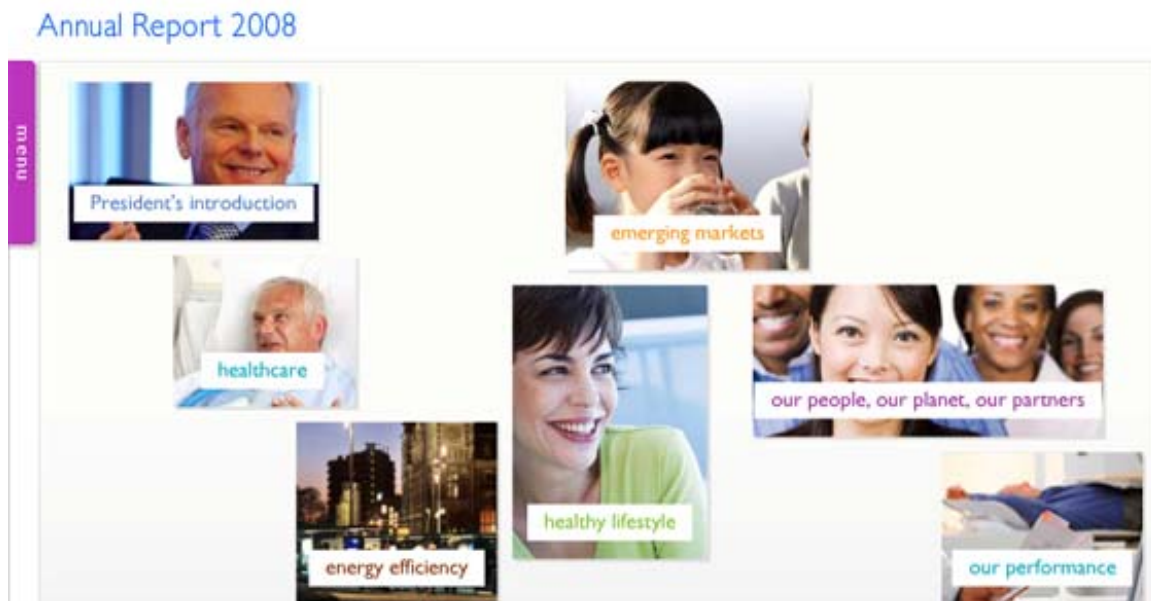 Annual Report 2008
menu
President's introduction
emerging markets
healthcare
our people, our planet, our partners
healthy lifestyle
energy efficiency
our performance